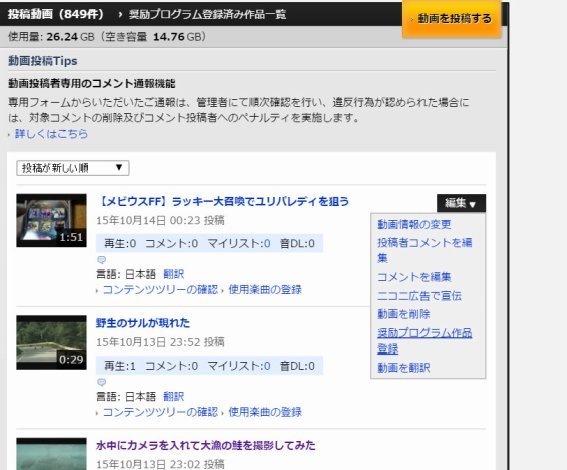 投稿動画（849件） › 奨励プログラム登録済み作品一覧
› 動画を投稿する
使用量: 26.24 GB（空き容量 14.76 GB）
動画投稿Tips
動画投稿者専用のコメント通報機能
専用フォームからいただいたご通報は、管理者にて順次確認を行い、違反行為が認められた場合に
は、対象コメントの削除及びコメント投稿者へのペナルティを実施します。
› 詳しくはこちら
投稿が新しい順 ▼
【メビウスFF】ラッキー大召喚でユリパレディを狙う
編集▼
15年10月14日 00:23 投稿
1:51
再生:0 コメント:0 マイリスト:0 音DL:0
言語: 日本語 翻訳
› コンテンツツリーの確認 › 使用楽曲の登録
動画情報の変更
投稿者コメントを編
集
コメントを編集
ニコニ広告で宣伝
動画を削除
奨励プログラム作品
登録
動画を翻訳
野生のサルが現れた
15年10月13日 23:52 投稿
0:29
再生:1 コメント:0 マイリスト:0 音DL:0
言語: 日本語 翻訳
› コンテンツツリーの確認 › 使用楽曲の登録
水中にカメラを入れて大漁の鮭を撮影してみた
15年10月13日 23:02 投稿